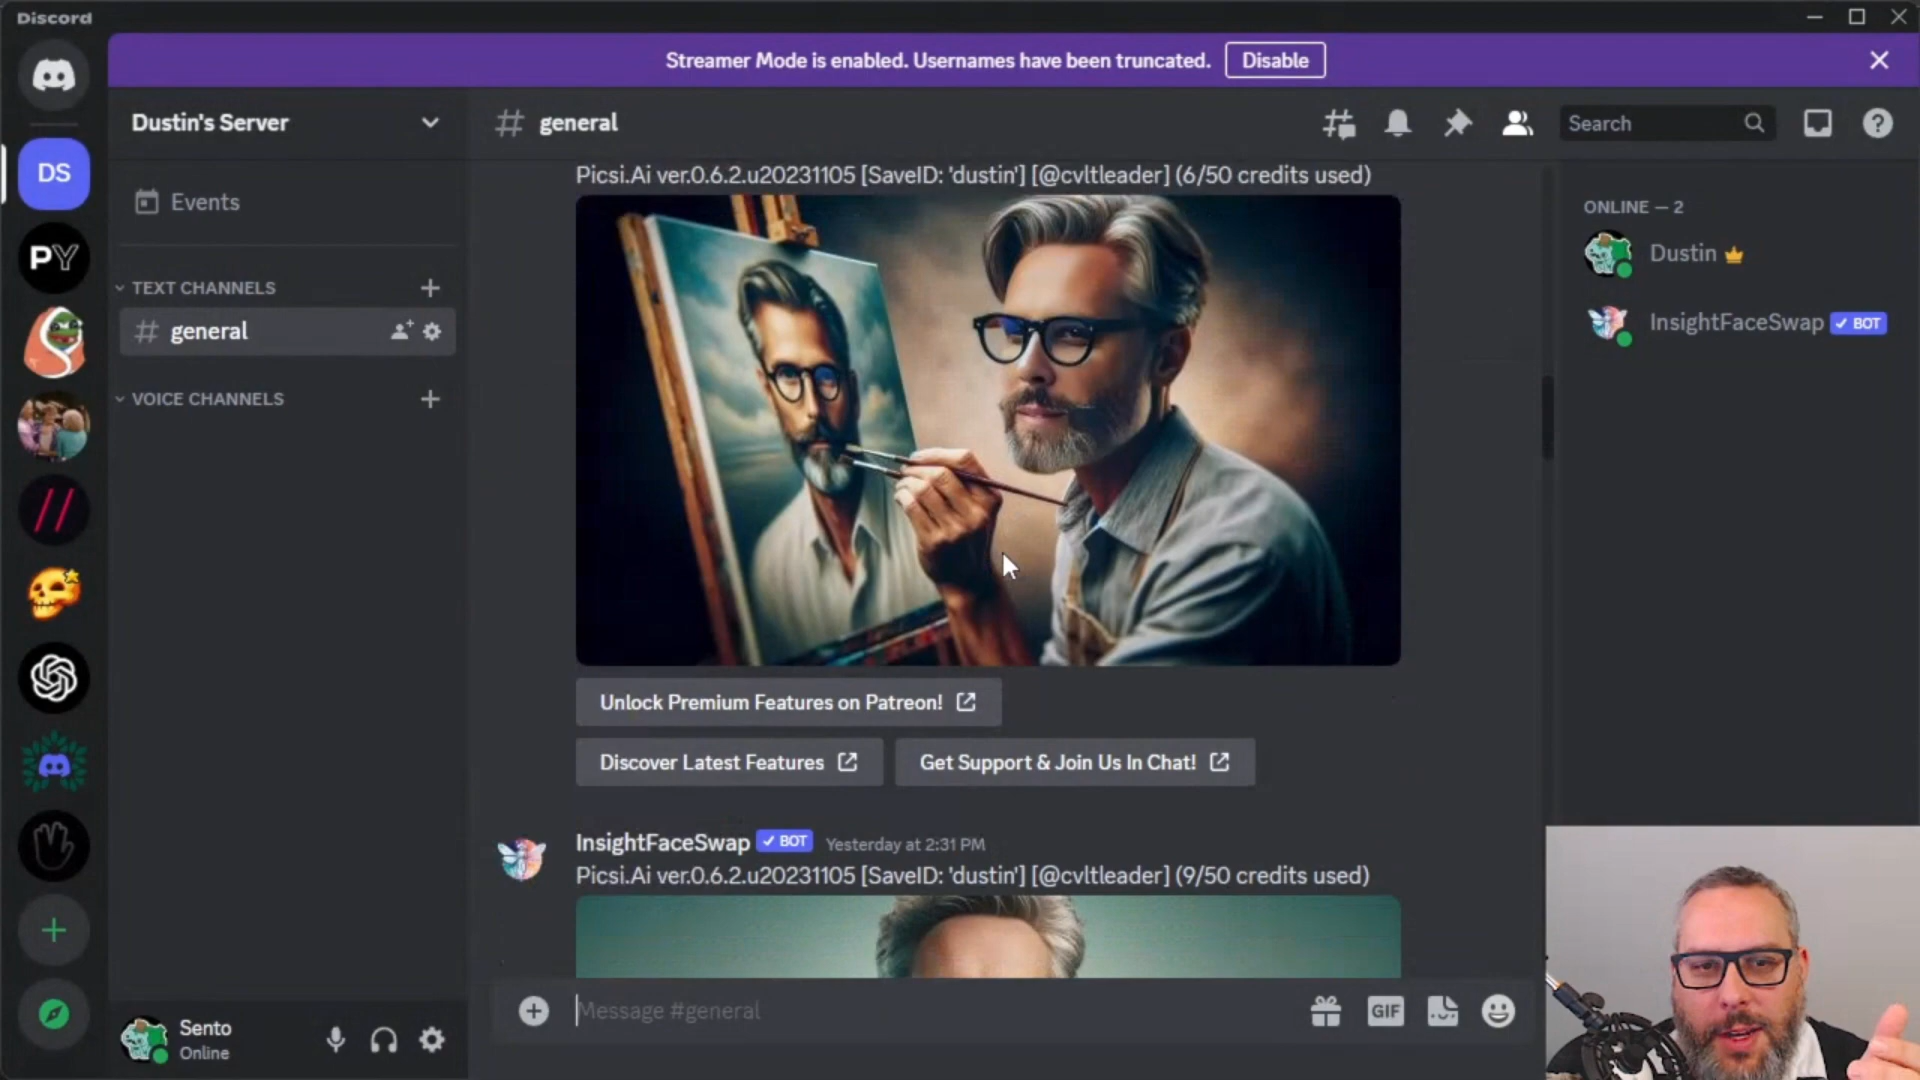 Discord
Streamer Mode is enabled. Usernames have been truncated. Disable
Dustin's Server
# general
Search
DS
Events
PY
TEXT CHANNELS
# general
VOICE CHANNELS
Picsi.Ai ver.0.6.2.u20231105 [SaveID: 'dustin'] [@cvltleader] (6/50 credits used)
Unlock Premium Features on Patreon!
Discover Latest Features
Get Support & Join Us In Chat!
InsightFaceSwap ✓ BOT Yesterday at 2:31 PM
Picsi.Ai ver.0.6.2.u20231105 [SaveID: 'dustin'] [@cvltleader] (9/50 credits used)
Message #general
GIF
ONLINE — 2
Dustin
InsightFaceSwap ✓ BOT
Sento
Online